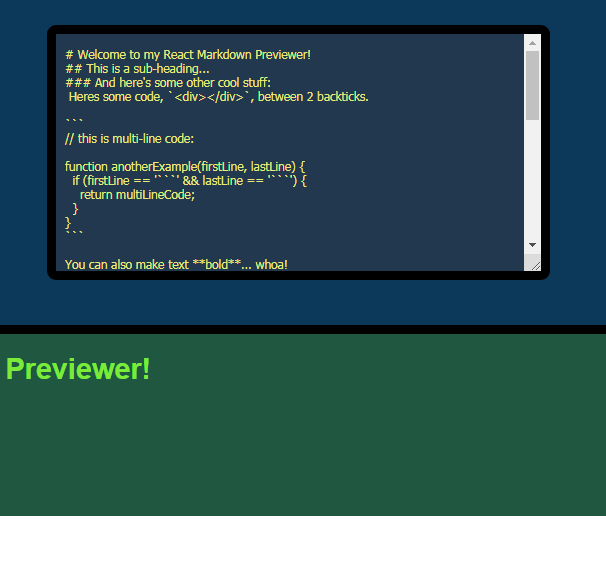 # Welcome to my React Markdown Previewer!
## This is a sub-heading...
### And here's some other cool stuff:
 Heres some code, `<div></div>`, between 2 backticks.
```
// this is multi-line code:
function anotherExample(firstLine, lastLine) {
  if (firstLine == '```' && lastLine == '```') {
    return multiLineCode;
  }
}
```
You can also make text **bold**... whoa!
Previewer!